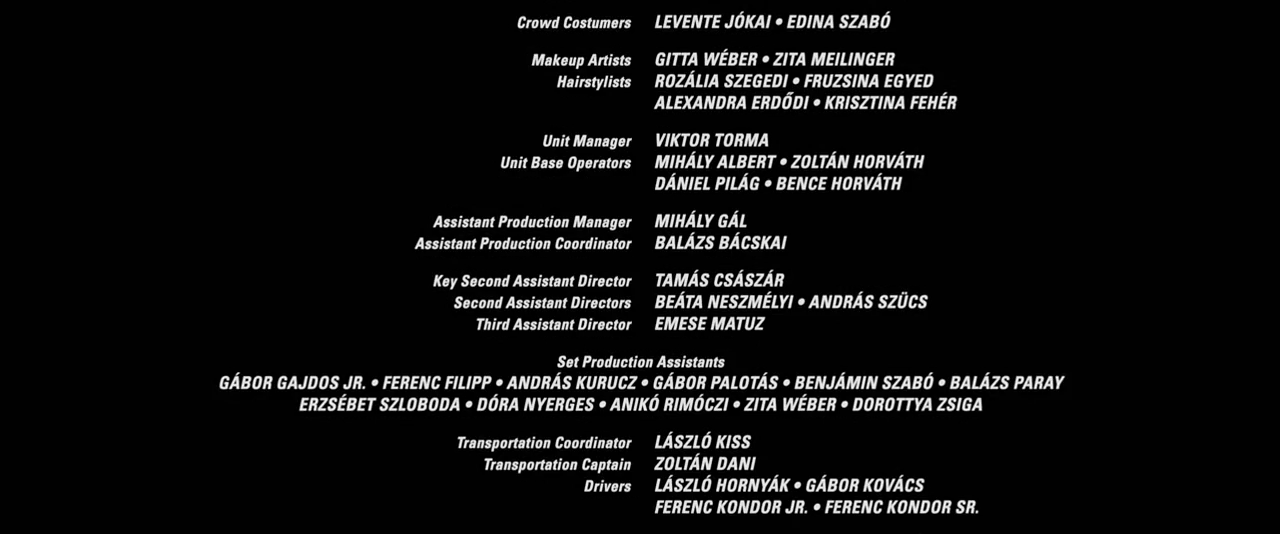 Crowd Costumers LEVENTE JÓKAI • EDINA SZABÓ
Makeup Artists GITTA WÉBER • ZITA MEILINGER
Hairstylists ROZÁLIA SZEGEDI • FRUZSINA EGYED
ALEXANDRA ERDŐDI • KRISZTINA FEHÉR
Unit Manager VIKTOR TORMA
Unit Base Operators MIHÁLY ALBERT • ZOLTÁN HORVÁTH
DÁNIEL PILÁG • BENCE HORVÁTH
Assistant Production Manager MIHÁLY GÁL
Assistant Production Coordinator BALÁZS BÁCSKAI
Key Second Assistant Director TAMÁS CSÁSZÁR
Second Assistant Directors BEÁTA NESZMÉLYI • ANDRÁS SZÜCS
Third Assistant Director EMESE MATUZ
Set Production Assistants
GÁBOR GAJDOS JR. • FERENC FILIPP • ANDRÁS KURUCZ • GÁBOR PALOTÁS • BENJÁMIN SZABÓ • BALÁZS PARAY
ERZSÉBET SZLOBODA • DÓRA NYERGES • ANIKÓ RIMÓCZI • ZITA WÉBER • DOROTTYA ZSIGA
Transportation Coordinator LÁSZLÓ KISS
Transportation Captain ZOLTÁN DANI
Drivers LÁSZLÓ HORNYÁK • GÁBOR KOVÁCS
FERENC KONDOR JR. • FERENC KONDOR SR.